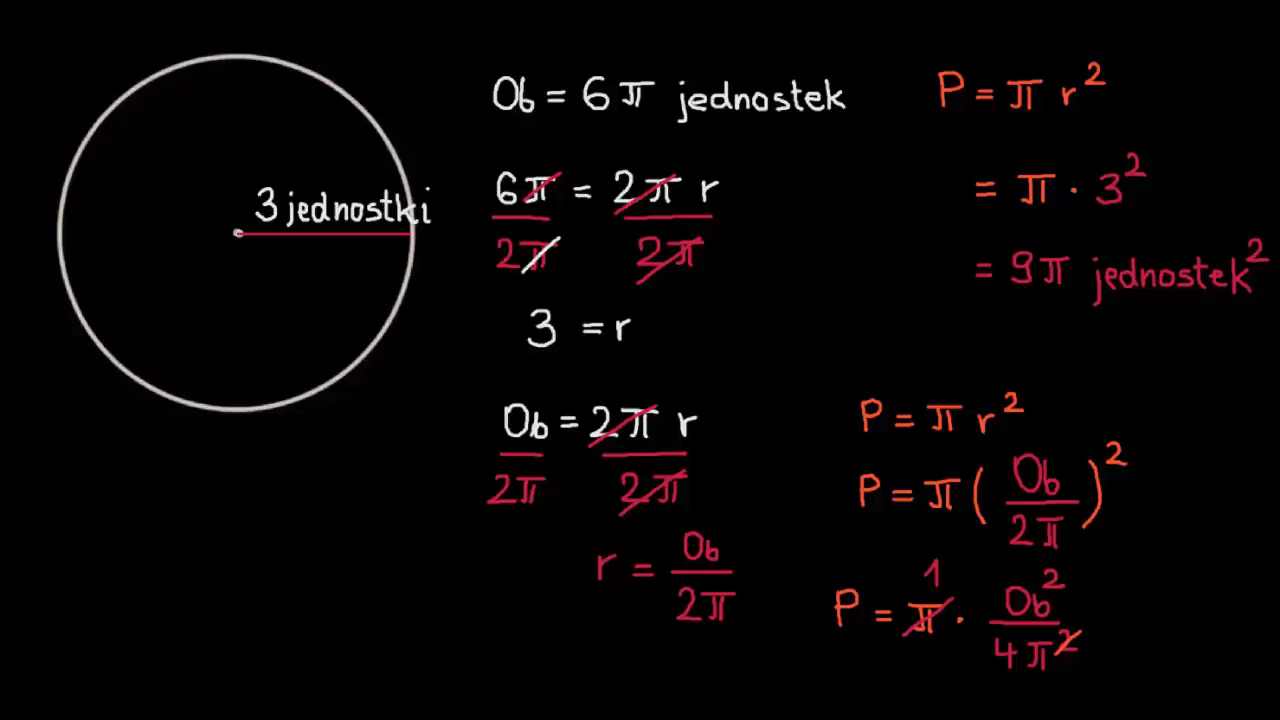 3 jednostki
Ob = 6π jednostek
6π/2π = 2π r/2π
3 = r
Ob/2π = 2π r/2π
r = Ob/2π
P = π r²
= π · 3²
= 9π jednostek²
P = π r²
P = π (Ob/2π)²
P = π 1 · Ob²/4π²